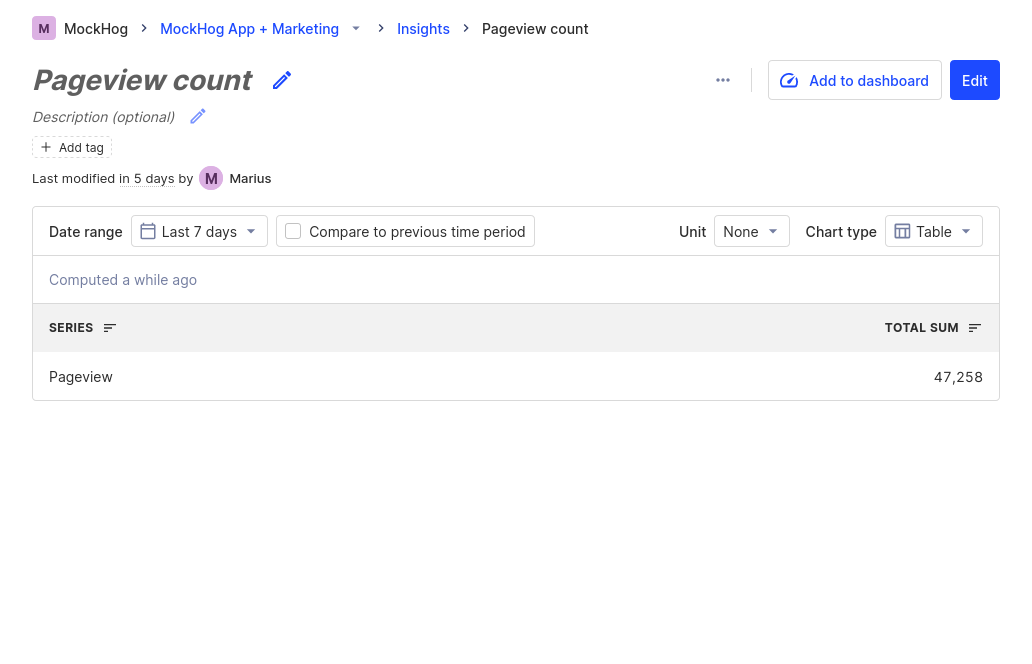 M MockHog MockHog App + Marketing Insights Pageview count
Pageview count
Add to dashboard
Edit
Description (optional)
Add tag
Last modified in 5 days by M Marius
Date range Last 7 days Compare to previous time period Unit None Chart type Table
Computed a while ago
SERIES TOTAL SUM
Pageview 47,258